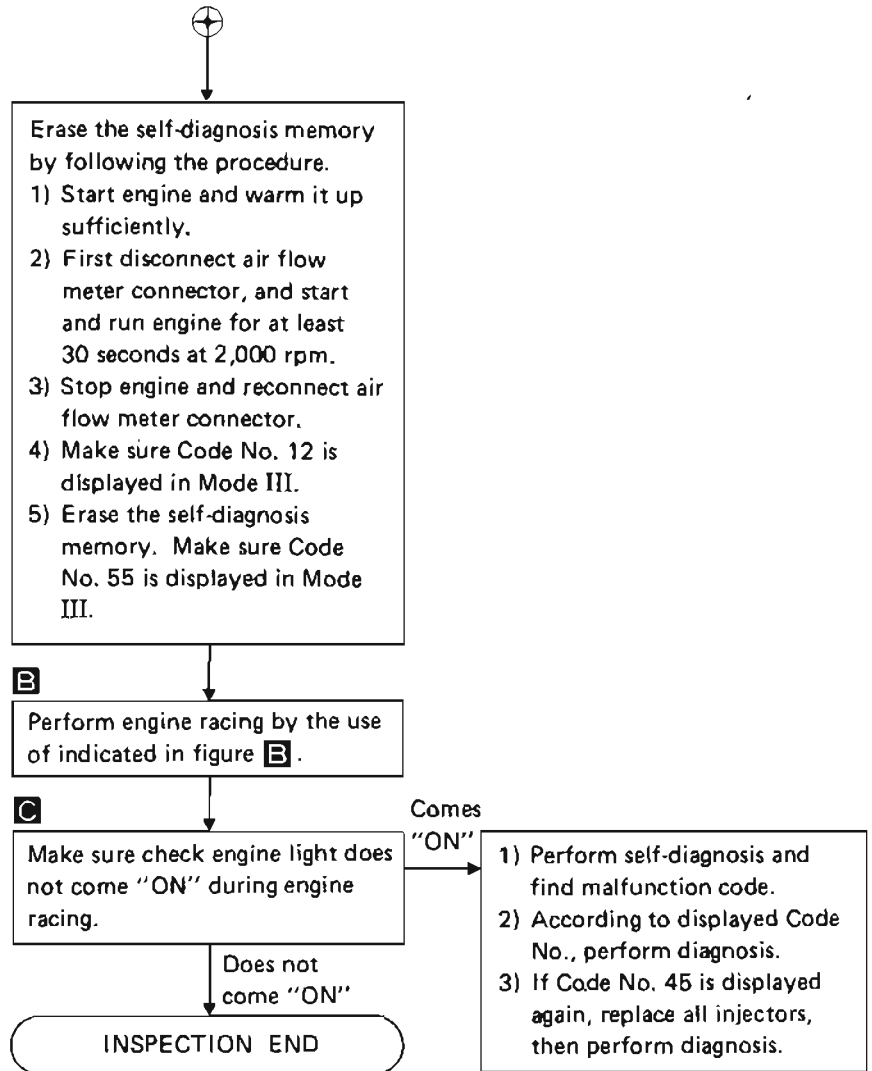 Erase the self-diagnosis memory
by following the procedure.
1) Start engine and warm it up
sufficiently.
2) First disconnect air flow
meter connector, and start
and run engine for at least
30 seconds at 2,000 rpm.
3) Stop engine and reconnect air
flow meter connector.
4) Make sure Code No. 12 is
displayed in Mode III.
5) Erase the self-diagnosis
memory. Make sure Code
No. 55 is displayed in Mode
III.
B
Perform engine racing by the use
of indicated in figure B .
C
Make sure check engine light does
not come "ON" during engine
racing.
Comes
"ON"
1) Perform self-diagnosis and
find malfunction code.
2) According to displayed Code
No., perform diagnosis.
3) If Code No. 45 is displayed
again, replace all injectors,
then perform diagnosis.
Does not
come "ON"
INSPECTION END